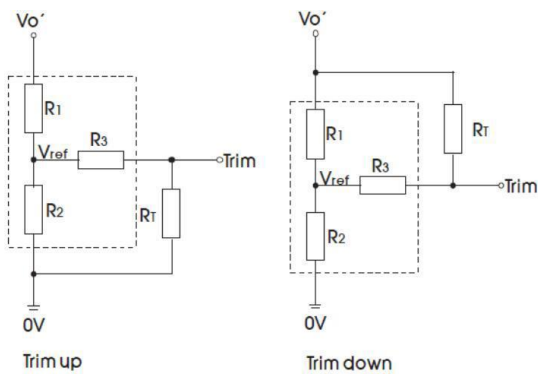 Vo´
R1
R3
Vref
Trim
R2
RT
0V
Trim up
Vo´
R1
RT
R3
Vref
Trim
R2
0V
Trim down